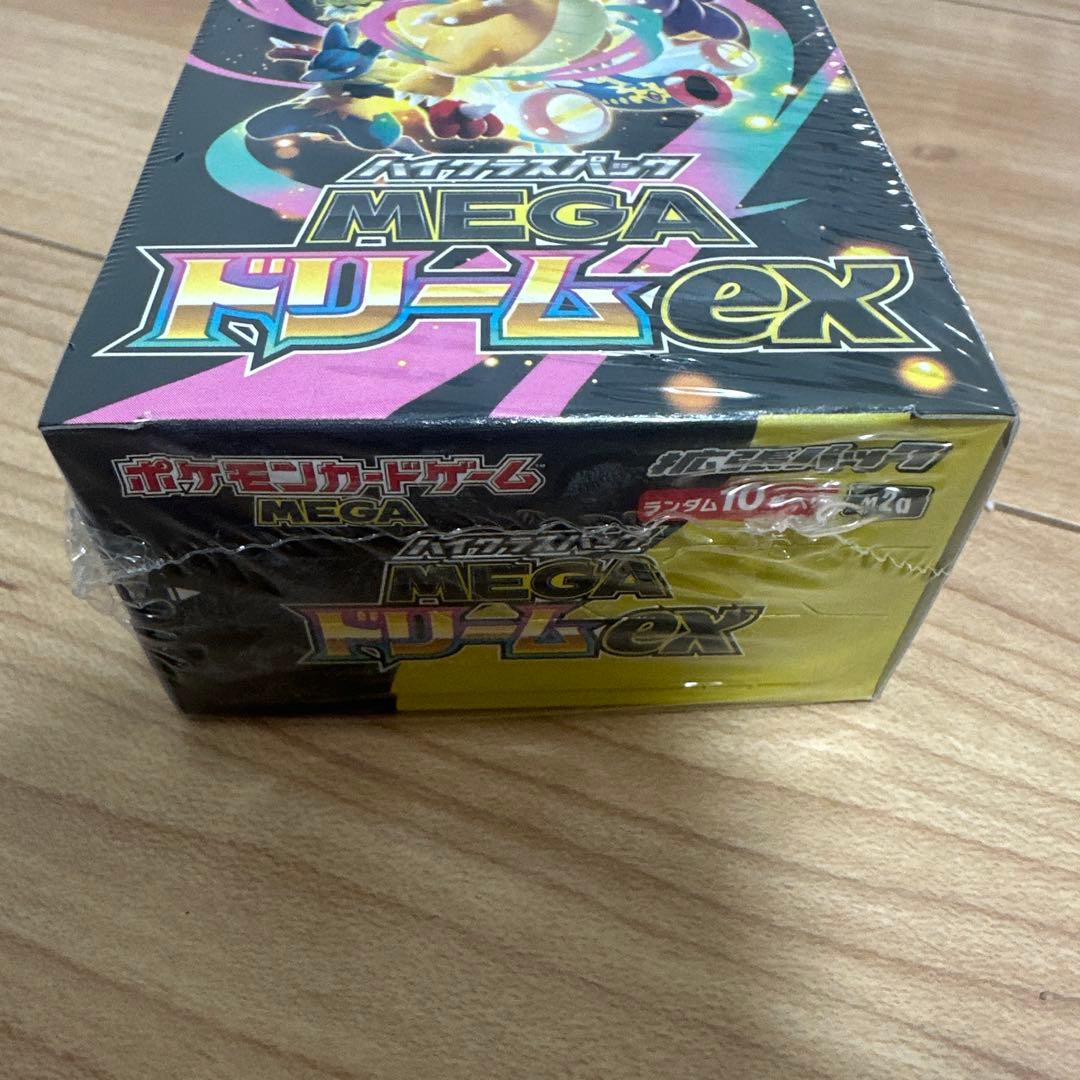 ハイクラスパック
MEGA
ドリームex
ポケモンカードゲーム
MEGA
拡張パック
ランダム10
M2a
ハイクラスパック
MEGA
ドリームex